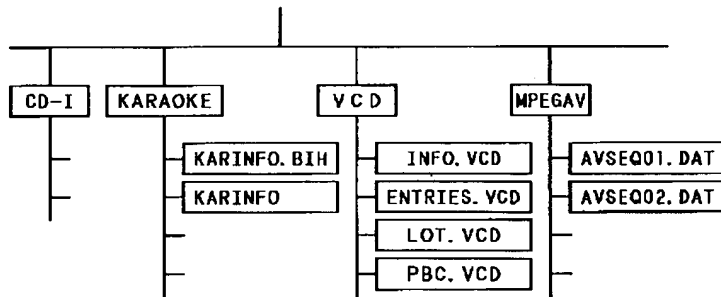 CD-I KARAOKE VCD MPEGAV
KARINFO.BIH INFO.VCD AVSEQ01.DAT
KARINFO ENTRIES.VCD AVSEQ02.DAT
LOT.VCD
PBC.VCD